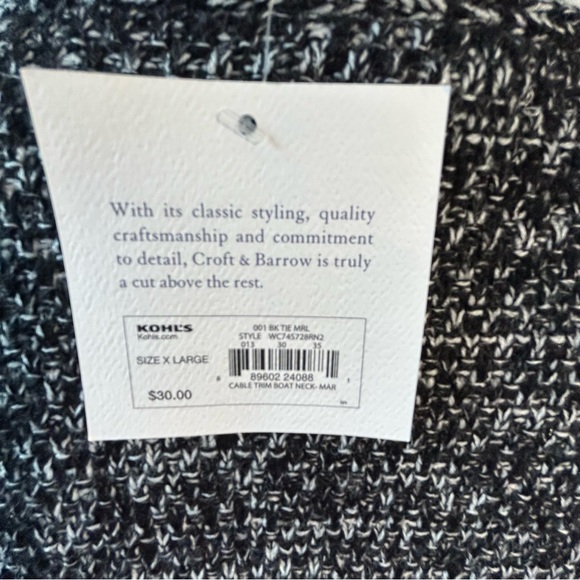 With its classic styling, quality
craftsmanship and commitment
to detail, Croft & Barrow is truly
a cut above the rest.
KOHL'S
Kohls.com
001 BK TIE MRL
STYLE WC74S728RN2
013 30 35
SIZE X LARGE
89602 24088
CABLE TRIM BOAT NECK- MAR
$30.00